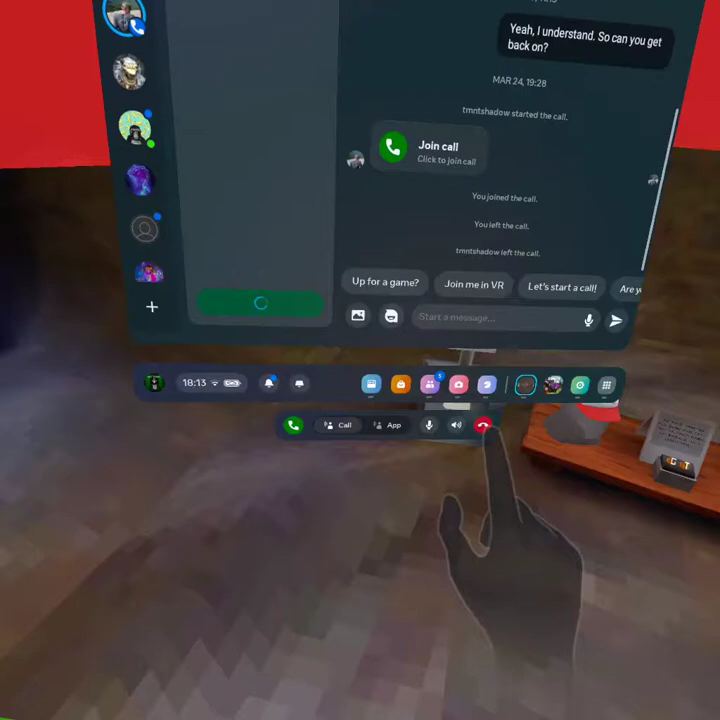 Yeah, I understand. So can you get
back on?
MAR 24, 19:28
tmntshadow started the call.
Join call
Click to join call
You joined the call.
You left the call.
tmntshadow left the call.
Up for a game?
Join me in VR
Let's start a call!
Are
Start a message...
18:13
5
Call
App